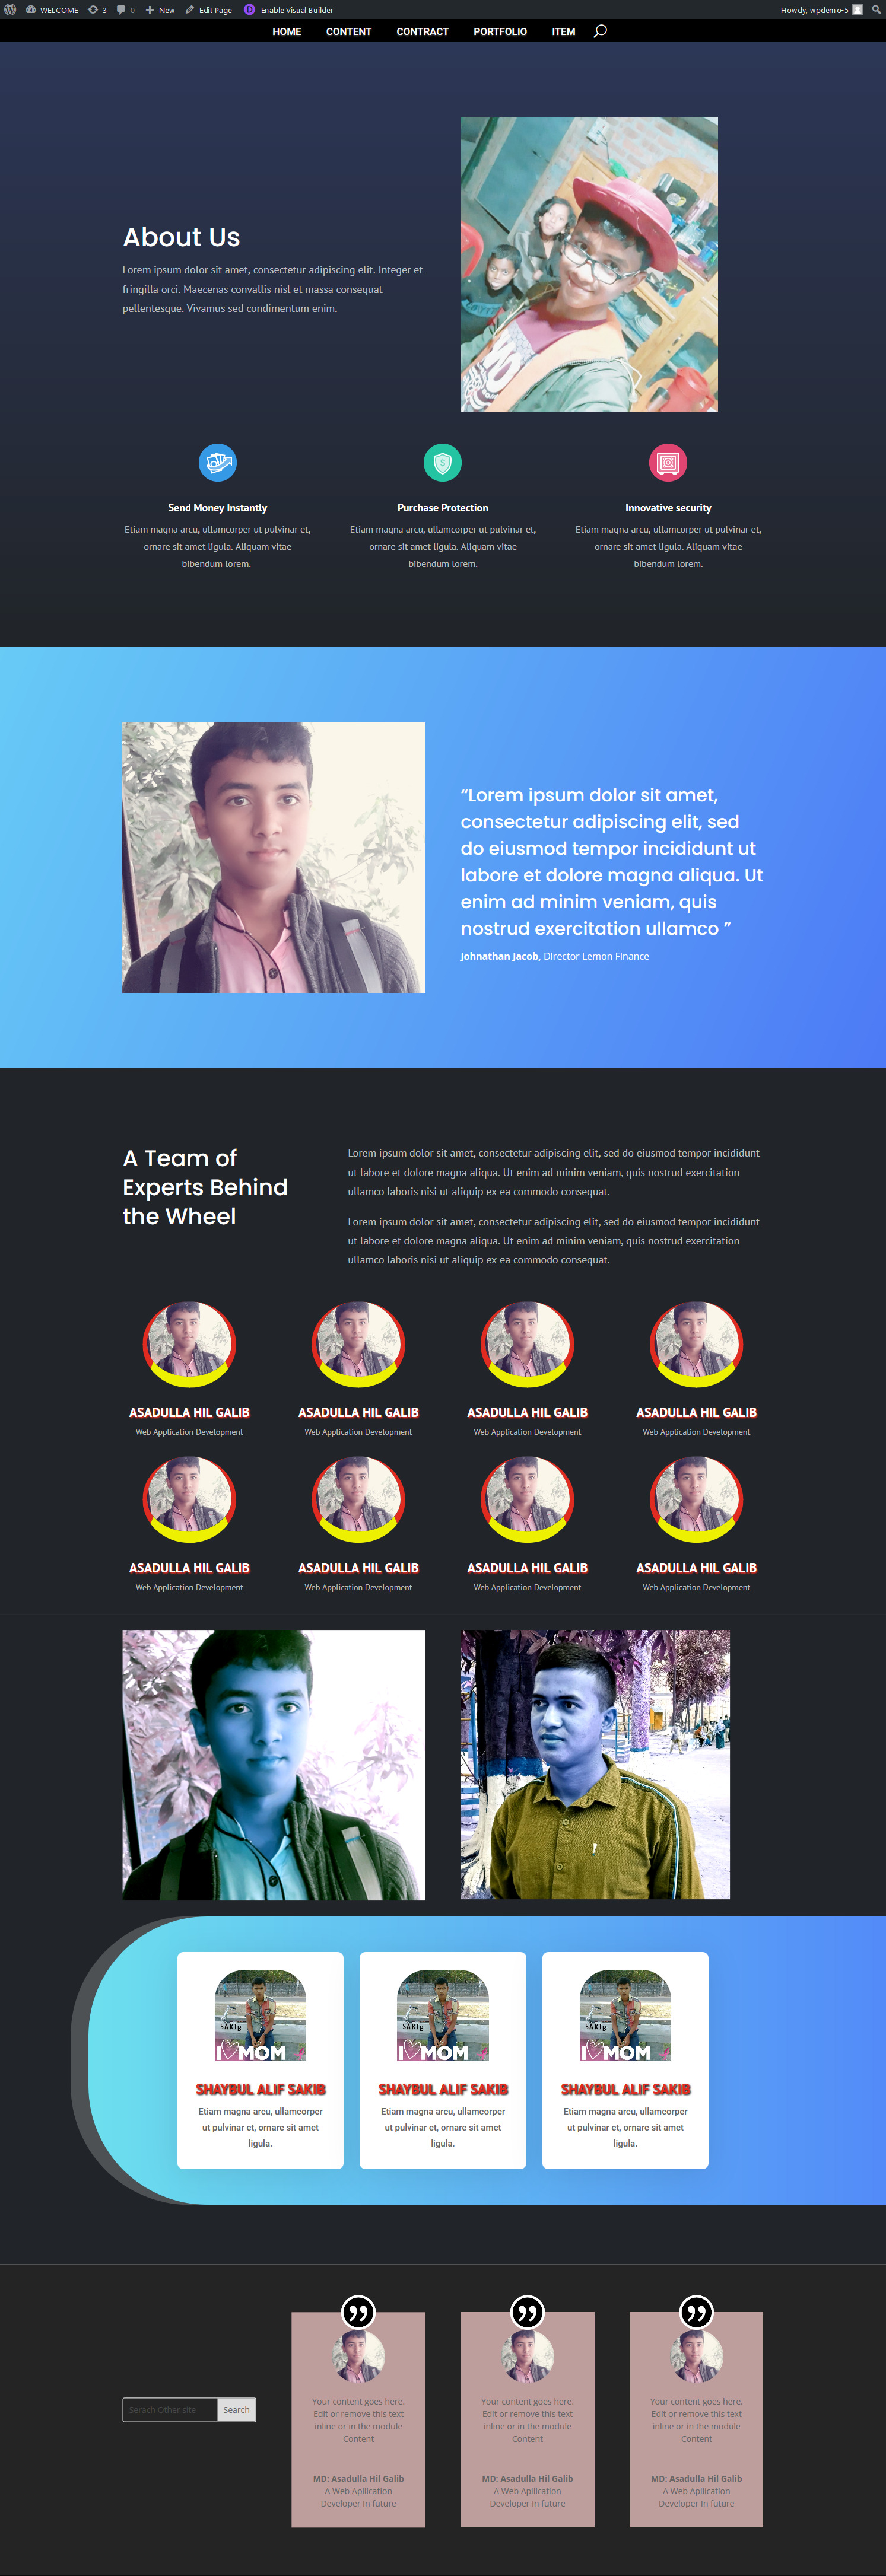 WELCOME 3 0 New Edit Page Enable Visual Builder Howdy, wpdemo-5
HOME CONTENT CONTRACT PORTFOLIO ITEM
About Us
Lorem ipsum dolor sit amet, consectetur adipiscing elit. Integer et
fringilla orci. Maecenas convallis nisl et massa consequat
pellentesque. Vivamus sed condimentum enim.
Send Money Instantly
Etiam magna arcu, ullamcorper ut pulvinar et,
ornare sit amet ligula. Aliquam vitae
bibendum lorem.
Purchase Protection
Etiam magna arcu, ullamcorper ut pulvinar et,
ornare sit amet ligula. Aliquam vitae
bibendum lorem.
Innovative security
Etiam magna arcu, ullamcorper ut pulvinar et,
ornare sit amet ligula. Aliquam vitae
bibendum lorem.
“Lorem ipsum dolor sit amet,
consectetur adipiscing elit, sed
do eiusmod tempor incididunt ut
labore et dolore magna aliqua. Ut
enim ad minim veniam, quis
nostrud exercitation ullamco ”
Johnathan Jacob, Director Lemon Finance
A Team of
Experts Behind
the Wheel
Lorem ipsum dolor sit amet, consectetur adipiscing elit, sed do eiusmod tempor incididunt
ut labore et dolore magna aliqua. Ut enim ad minim veniam, quis nostrud exercitation
ullamco laboris nisi ut aliquip ex ea commodo consequat.
Lorem ipsum dolor sit amet, consectetur adipiscing elit, sed do eiusmod tempor incididunt
ut labore et dolore magna aliqua. Ut enim ad minim veniam, quis nostrud exercitation
ullamco laboris nisi ut aliquip ex ea commodo consequat.
ASADULLA HIL GALIB
Web Application Development
ASADULLA HIL GALIB
Web Application Development
ASADULLA HIL GALIB
Web Application Development
ASADULLA HIL GALIB
Web Application Development
ASADULLA HIL GALIB
Web Application Development
ASADULLA HIL GALIB
Web Application Development
ASADULLA HIL GALIB
Web Application Development
ASADULLA HIL GALIB
Web Application Development
SAKIB
I MOM
SHAYBUL ALIF SAKIB
Etiam magna arcu, ullamcorper
ut pulvinar et, ornare sit amet
ligula.
SAKIB
I MOM
SHAYBUL ALIF SAKIB
Etiam magna arcu, ullamcorper
ut pulvinar et, ornare sit amet
ligula.
SAKIB
I MOM
SHAYBUL ALIF SAKIB
Etiam magna arcu, ullamcorper
ut pulvinar et, ornare sit amet
ligula.
Serach Other site Search
Your content goes here.
Edit or remove this text
inline or in the module
Content
MD: Asadulla Hil Galib
A Web Apllication
Developer In future
Your content goes here.
Edit or remove this text
inline or in the module
Content
MD: Asadulla Hil Galib
A Web Apllication
Developer In future
Your content goes here.
Edit or remove this text
inline or in the module
Content
MD: Asadulla Hil Galib
A Web Apllication
Developer In future